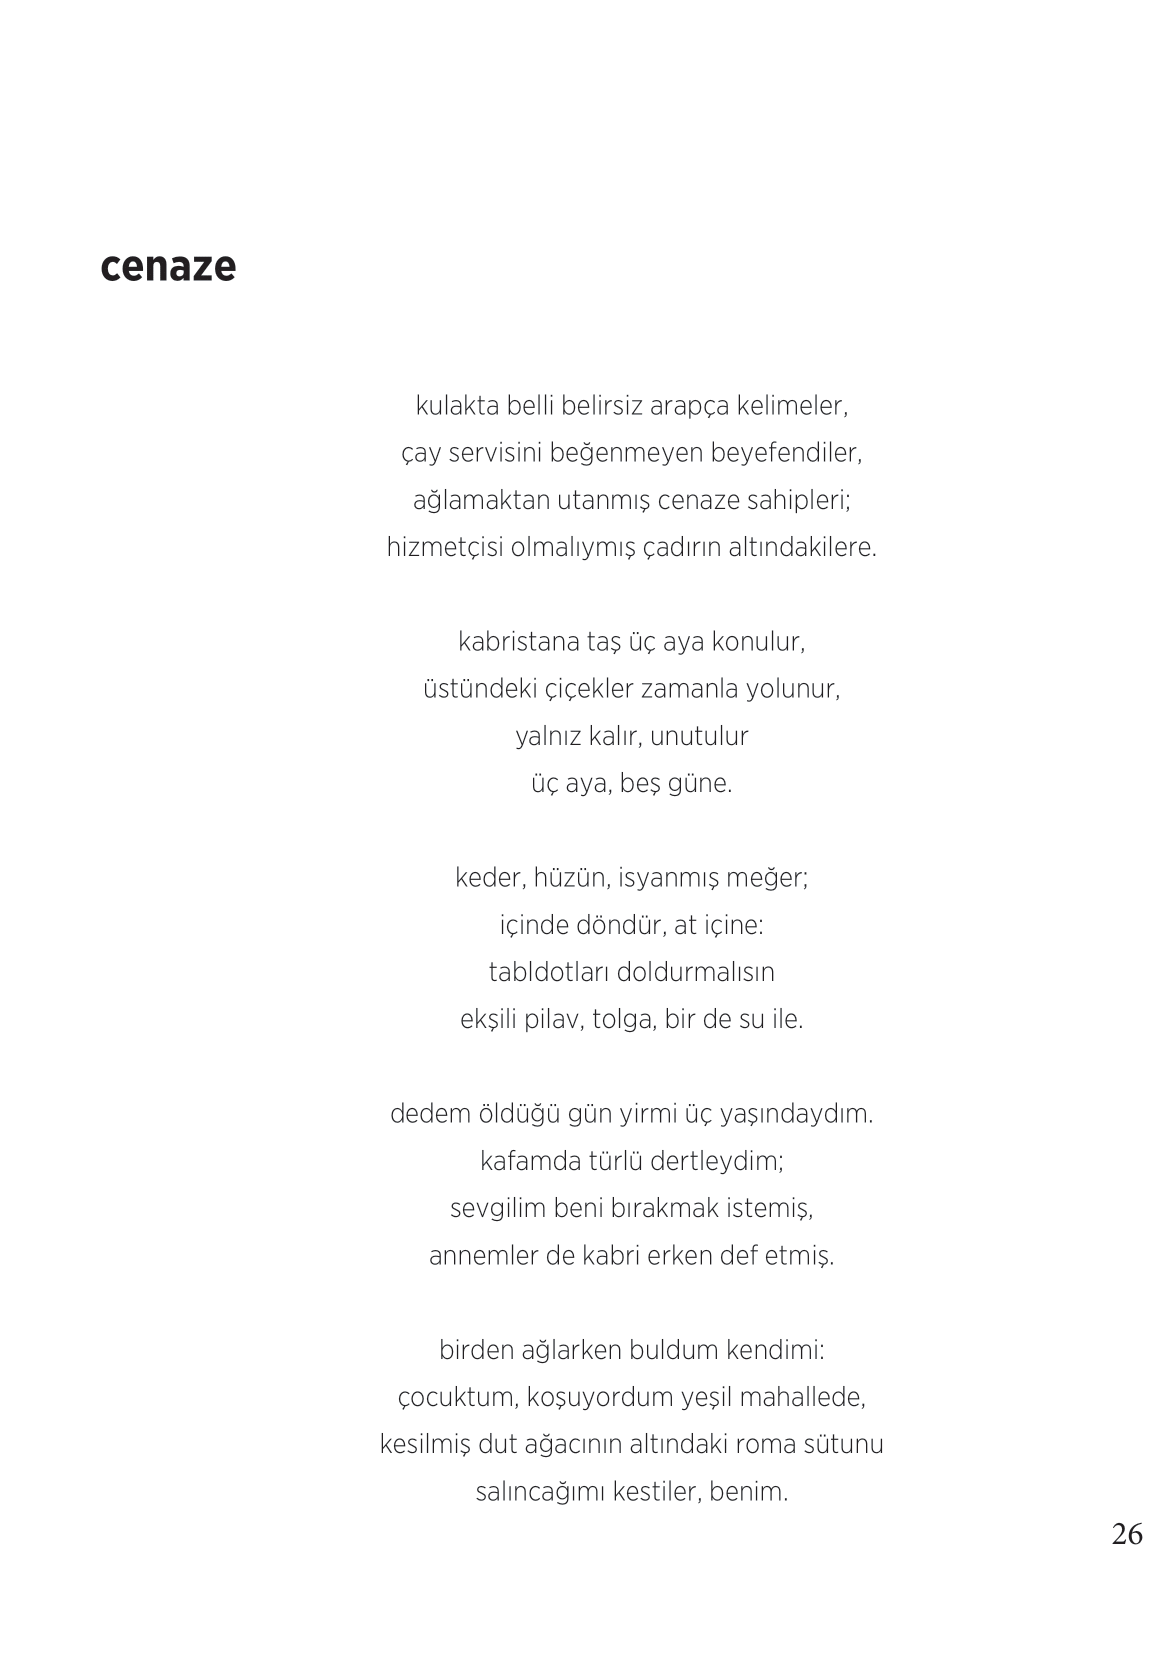 cenaze
kulakta belli belirsiz arapça kelimeler,
çay servisini beğenmeyen beyefendiler,
ağlamaktan utanmış cenaze sahipleri;
hizmetçisi olmalıymış çadırın altındakilere.
kabristana taş üç aya konulur,
üstündeki çiçekler zamanla yolunur,
yalnız kalır, unutulur
üç aya, beş güne.
keder, hüzün, isyanmış meğer;
içinde döndür, at içine:
tabldotları doldurmalısın
ekşili pilav, tolga, bir de su ile.
dedem öldüğü gün yirmi üç yaşındaydım.
kafamda türlü dertleydim;
sevgilim beni bırakmak istemiş,
annemler de kabri erken def etmiş.
birden ağlarken buldum kendimi:
çocuktum, koşuyordum yeşil mahallede,
kesilmiş dut ağacının altındaki roma sütunu
salıncağımı kestiler, benim.
26